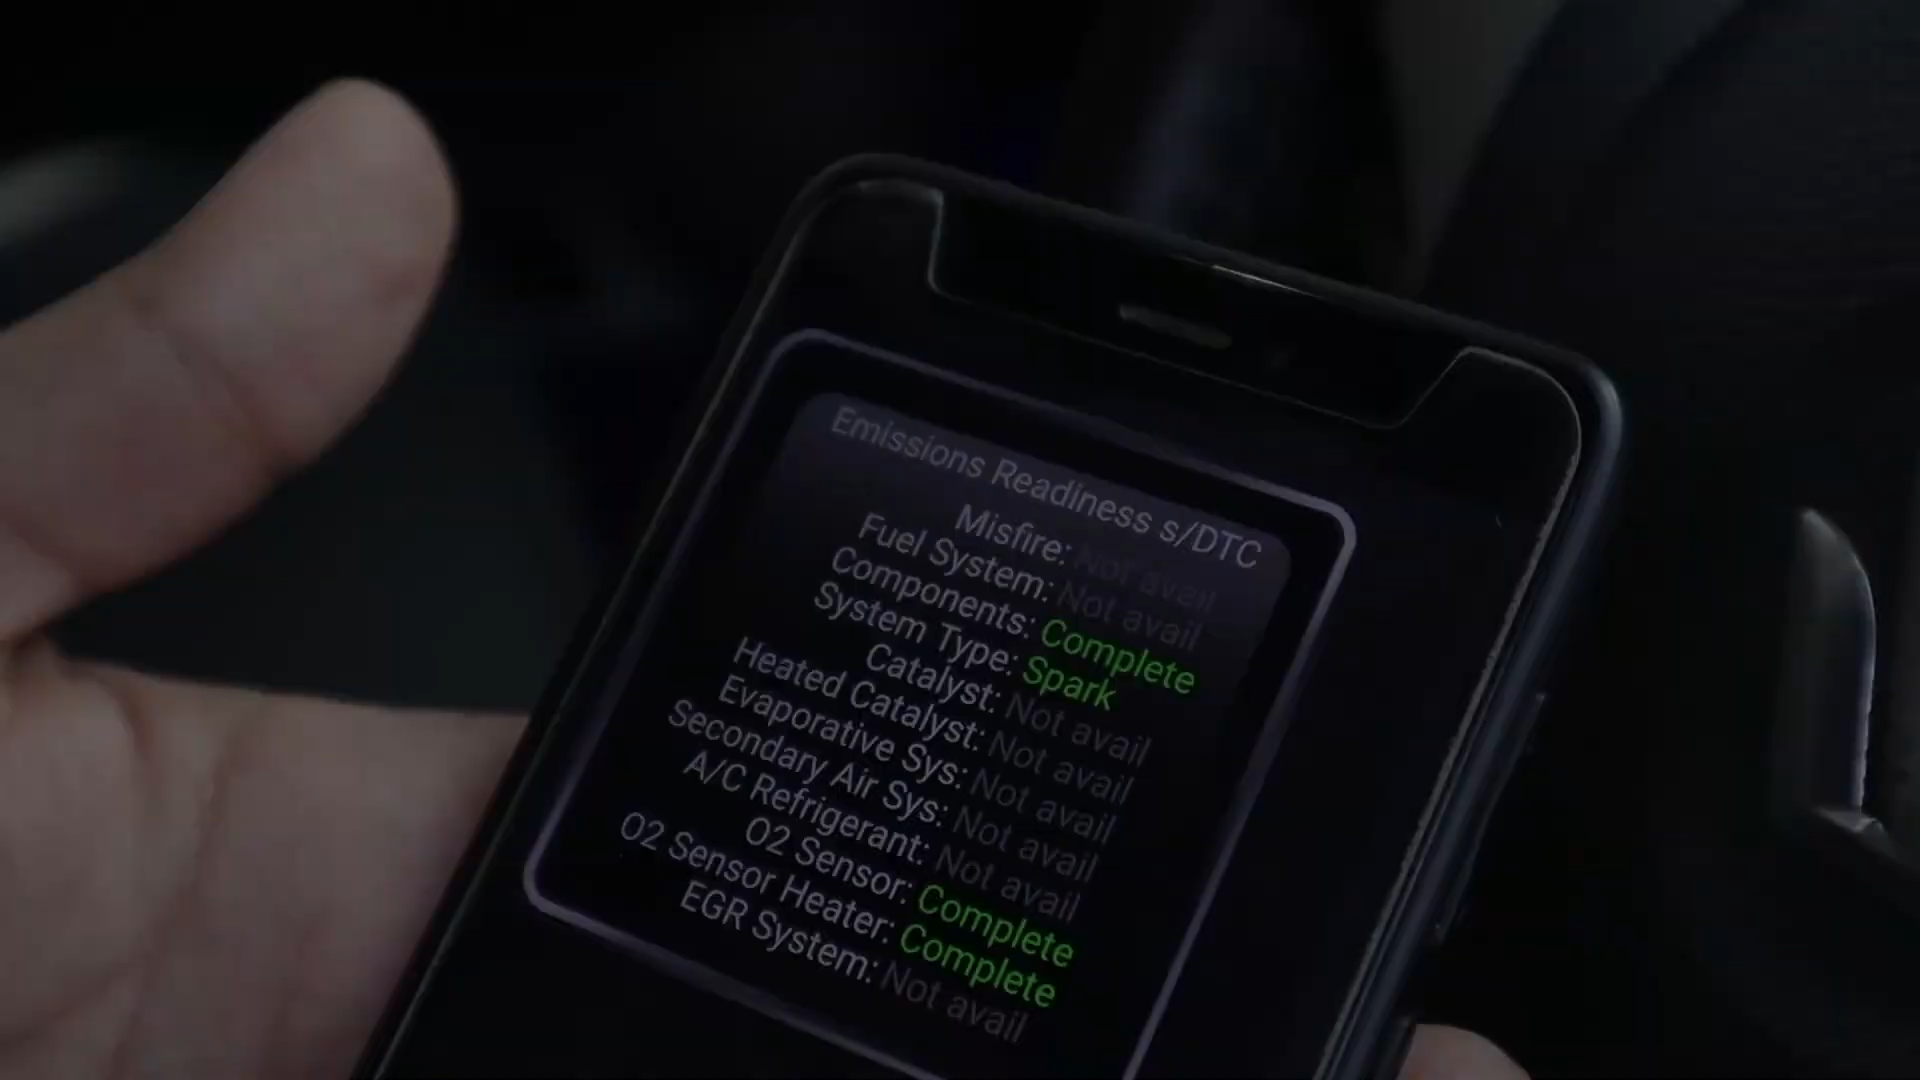 Emissions Readiness s/DTC
Misfire: Not avail
Fuel System: Not avail
Components: Complete
System Type: Spark
Catalyst: Not avail
Heated Catalyst: Not avail
Evaporative Sys: Not avail
Secondary Air Sys: Not avail
A/C Refrigerant: Not avail
O2 Sensor: Complete
O2 Sensor Heater: Complete
EGR System: Not avail